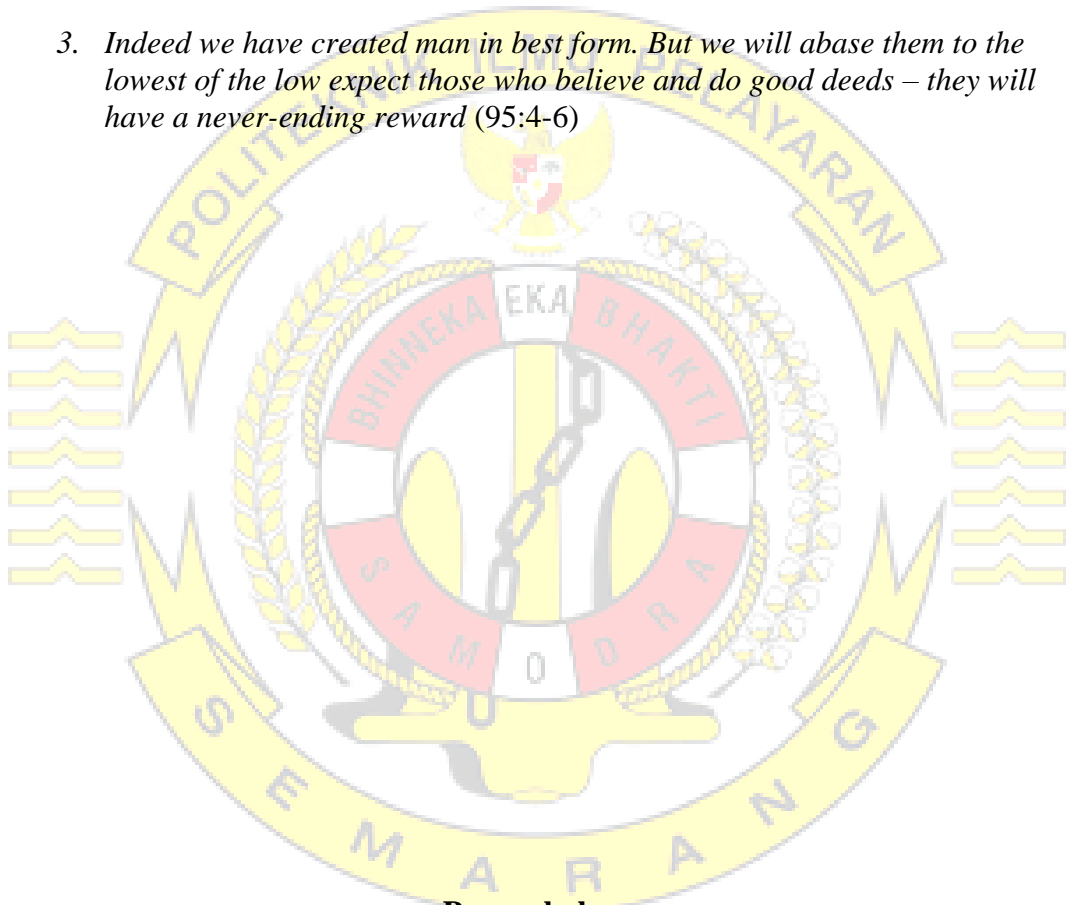 3. Indeed we have created man in best form. But we will abase them to the
lowest of the low expect those who believe and do good deeds – they will
have a never-ending reward (95:4-6)
POLITEKNIK ILMU PELAYARAN
BHINNEKA EKA BHAKTI
SAMODRA
SEMARANG